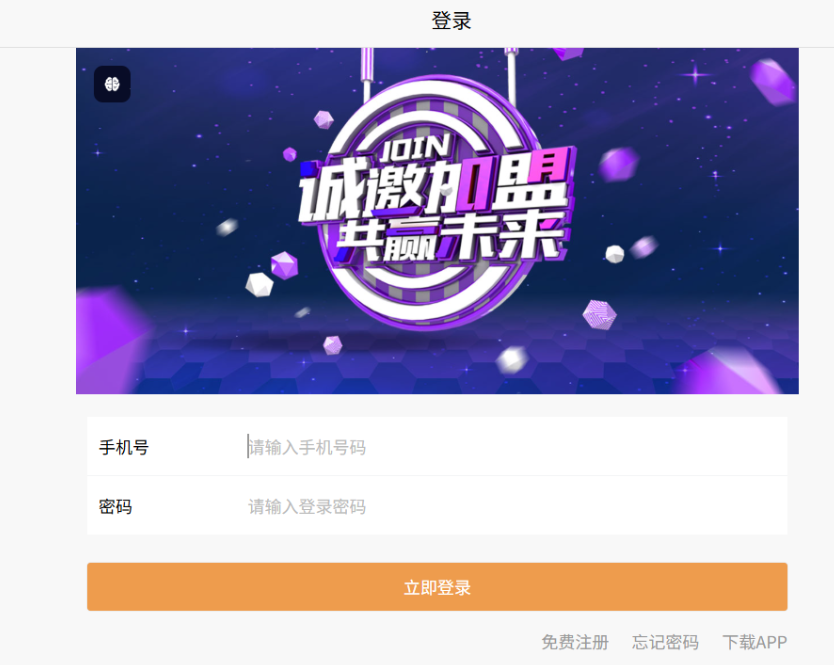 登录
JOIN
诚邀加盟
共赢未来
手机号 请输入手机号码
密码 请输入登录密码
立即登录
免费注册 忘记密码 下载APP